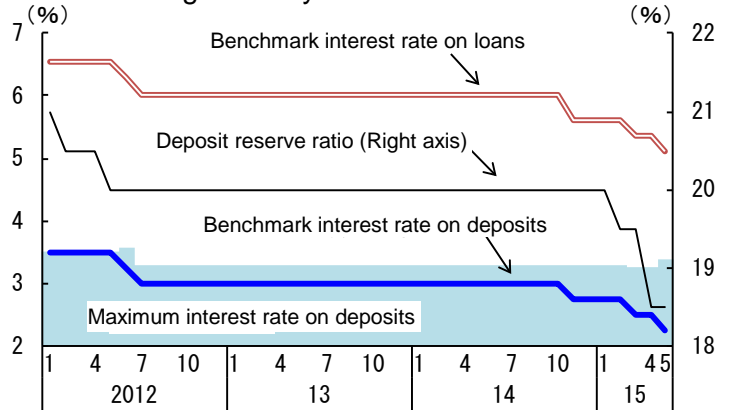 (%)
(%)
7
22
Benchmark interest rate on loans
6
21
Deposit reserve ratio (Right axis)
5
20
4
Benchmark interest rate on deposits
3
19
Maximum interest rate on deposits
2
18
1 4 7 10 1 4 7 10 1 4 7 10 1 4 5
2012 13 14 15